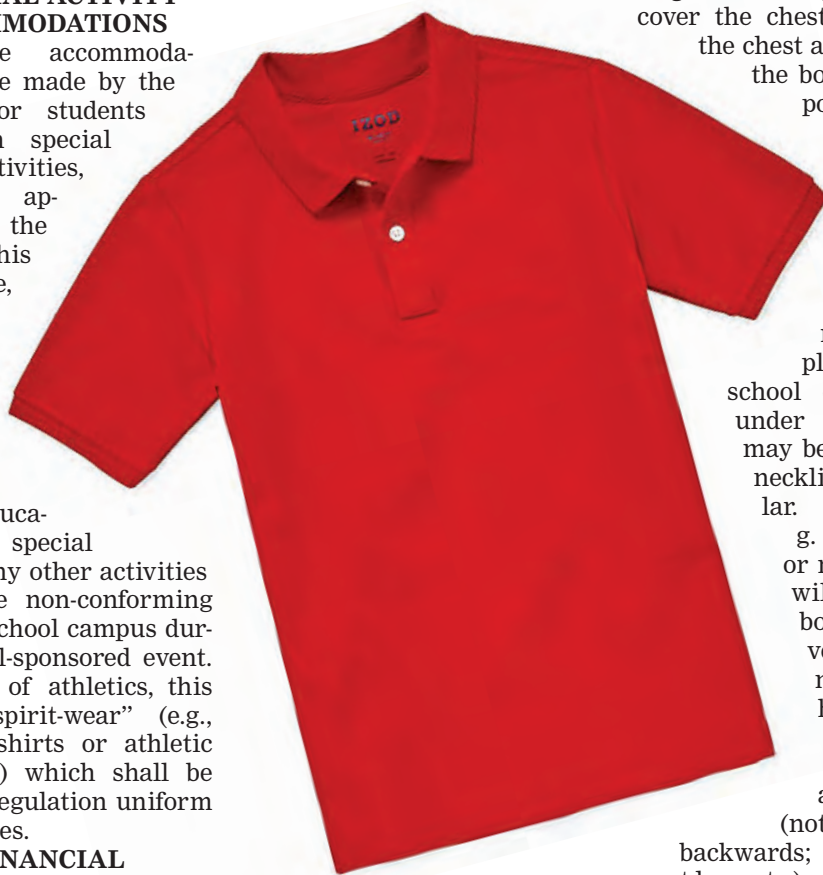 AL ACTIVITY
MODATIONS
e accommoda-
e made by the
or students
n special
tivities,
ap-
the
his
e,
uca-
special
ny other activities
e non-conforming
chool campus dur-
l-sponsored event.
of athletics, this
spirit-wear” (e.g.,
shirts or athletic
) which shall be
egulation uniform
es.
NANCIAL
IZOD
cover the chest
the chest a
the bo
po
pl
school
under
may be
neckli
lar.
g.
or r
wil
bo
ve
(not
backwards;